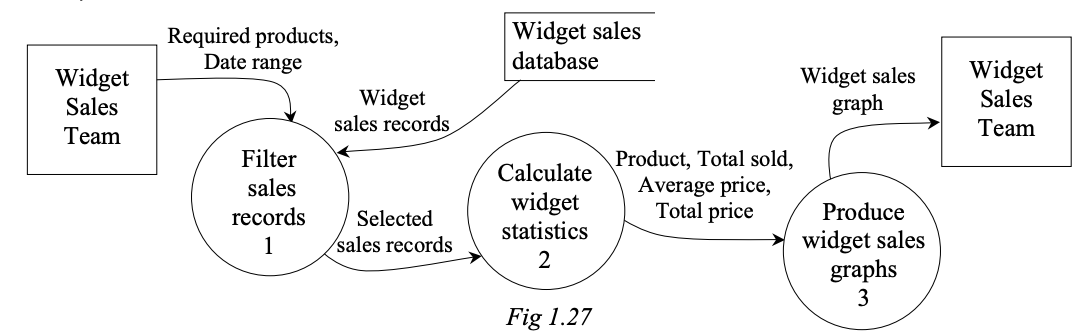 Required products,
Date range
Widget
Sales
Team
Widget sales
database
Widget
sales records
Filter
sales
records
1
Selected
sales records
Calculate
widget
statistics
2
Product, Total sold,
Average price,
Total price
Widget sales
graph
Widget
Sales
Team
Produce
widget sales
graphs
3
Fig 1.27